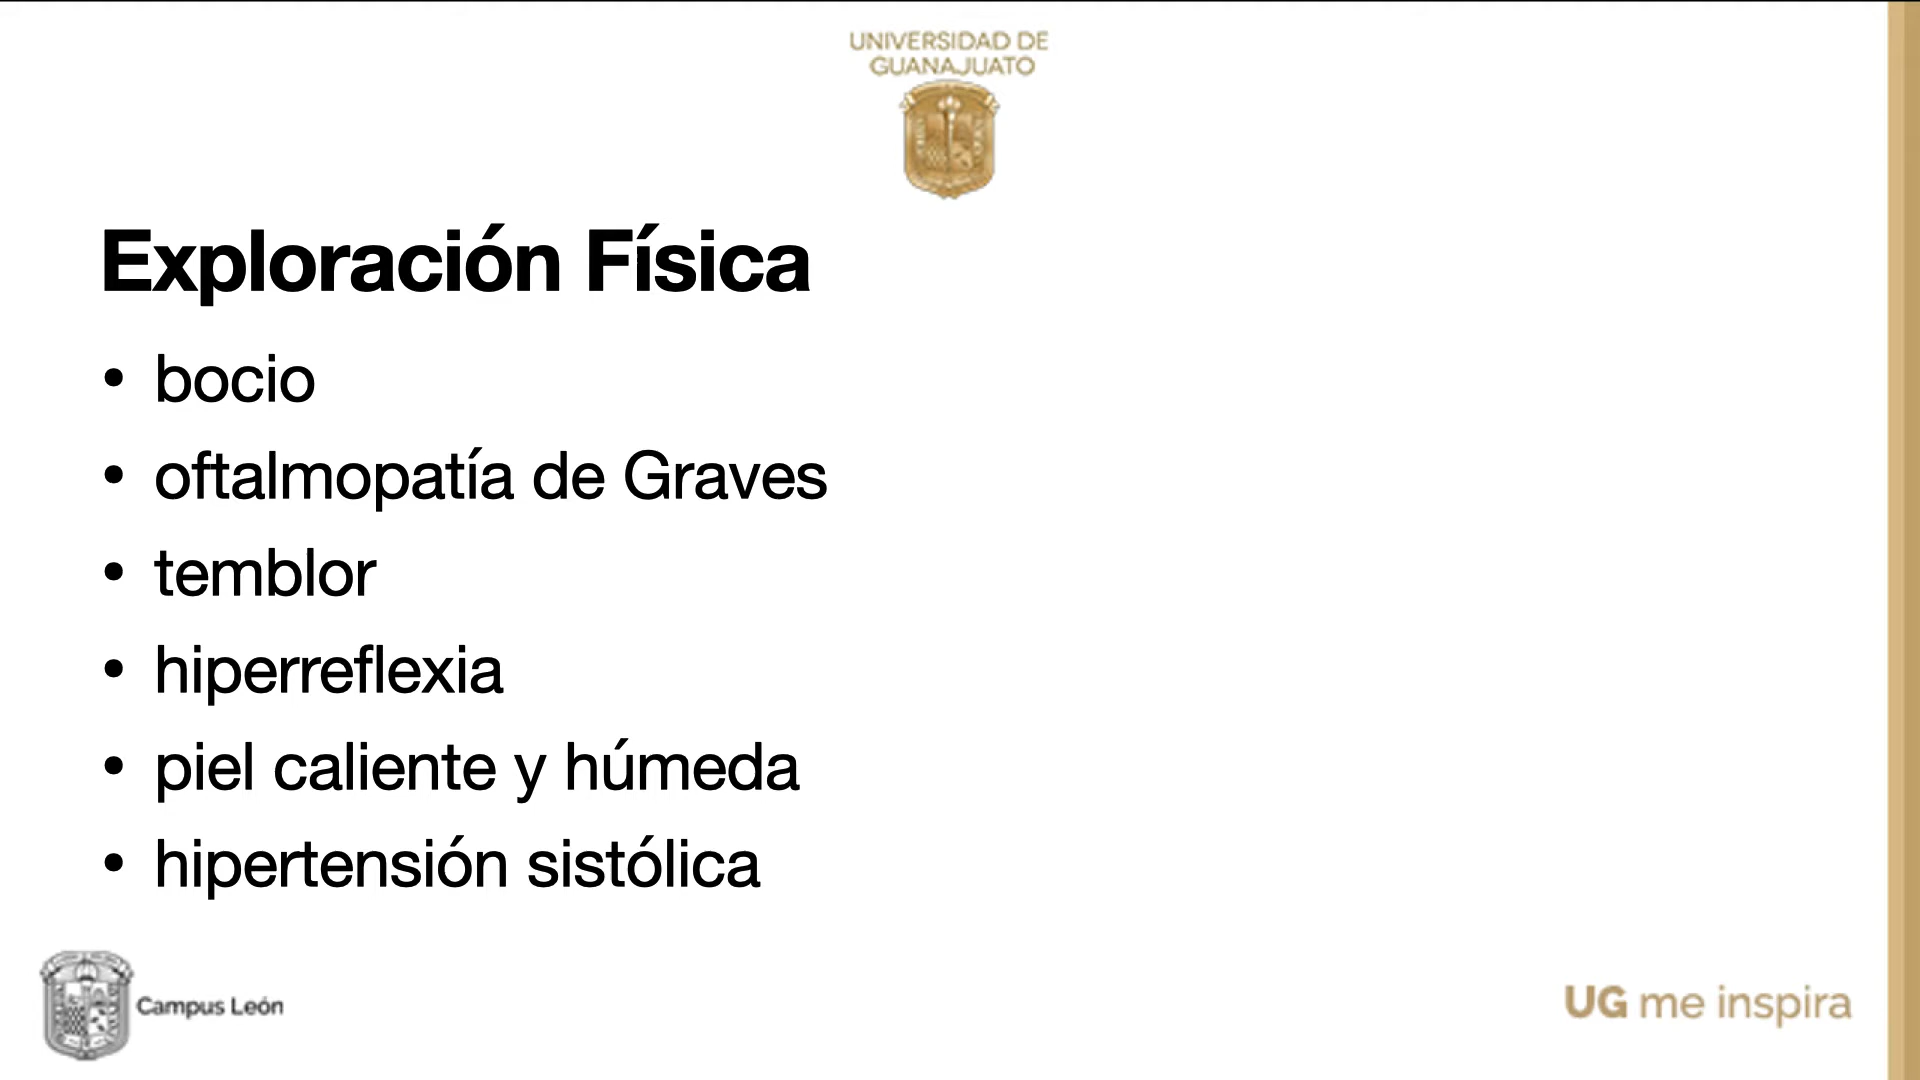 UNIVERSIDAD DE
GUANAJUATO
Exploración Física
• bocio
• oftalmopatía de Graves
• temblor
• hiperreflexia
• piel caliente y húmeda
• hipertensión sistólica
Campus León
UG me inspira